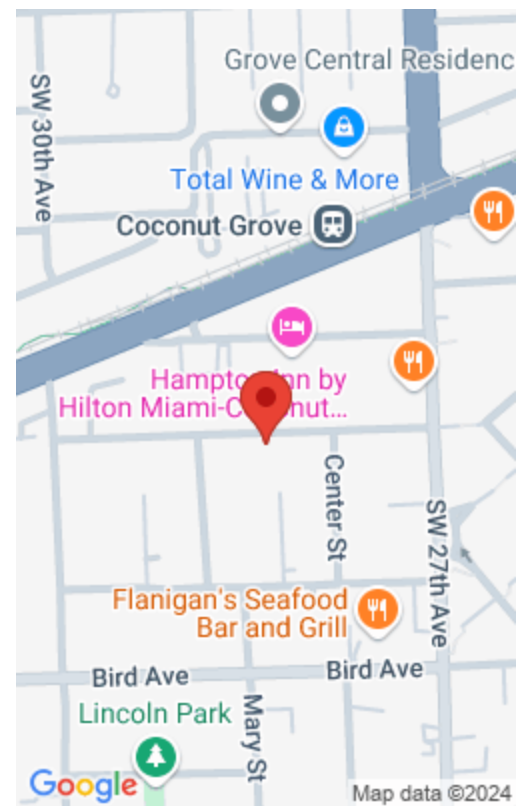 Grove Central Residenc
SW 30th Ave
Total Wine & More
Coconut Grove
Hampton Inn by
Hilton Miami-Coconut...
Center St
SW 27th Ave
Flanigan's Seafood
Bar and Grill
Bird Ave
Bird Ave
Lincoln Park
Mary St
Google
Map data ©2024